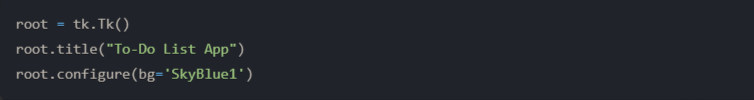 root = tk.Tk()
root.title("To-Do List App")
root.configure(bg='SkyBlue1')